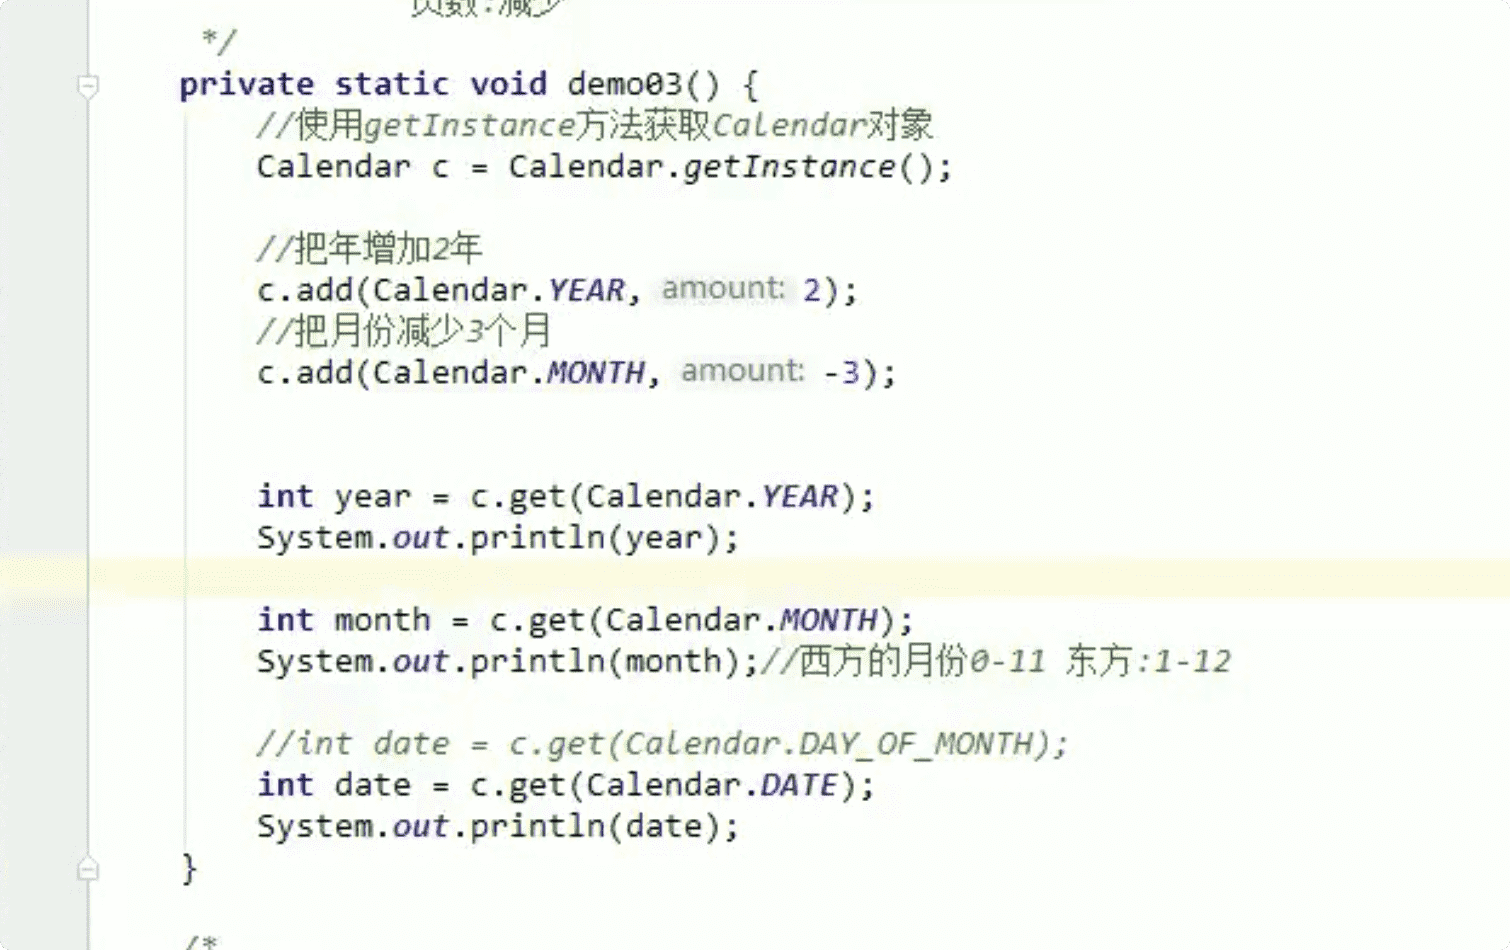 负数:减少
*/
private static void demo03() {
//使用getInstance方法获取Calendar对象
Calendar c = Calendar.getInstance();
//把年增加2年
c.add(Calendar.YEAR, amount: 2);
//把月份减少3个月
c.add(Calendar.MONTH, amount: -3);
int year = c.get(Calendar.YEAR);
System.out.println(year);
int month = c.get(Calendar.MONTH);
System.out.println(month);//西方的月份0-11 东方:1-12
//int date = c.get(Calendar.DAY_OF_MONTH);
int date = c.get(Calendar.DATE);
System.out.println(date);
}
/*